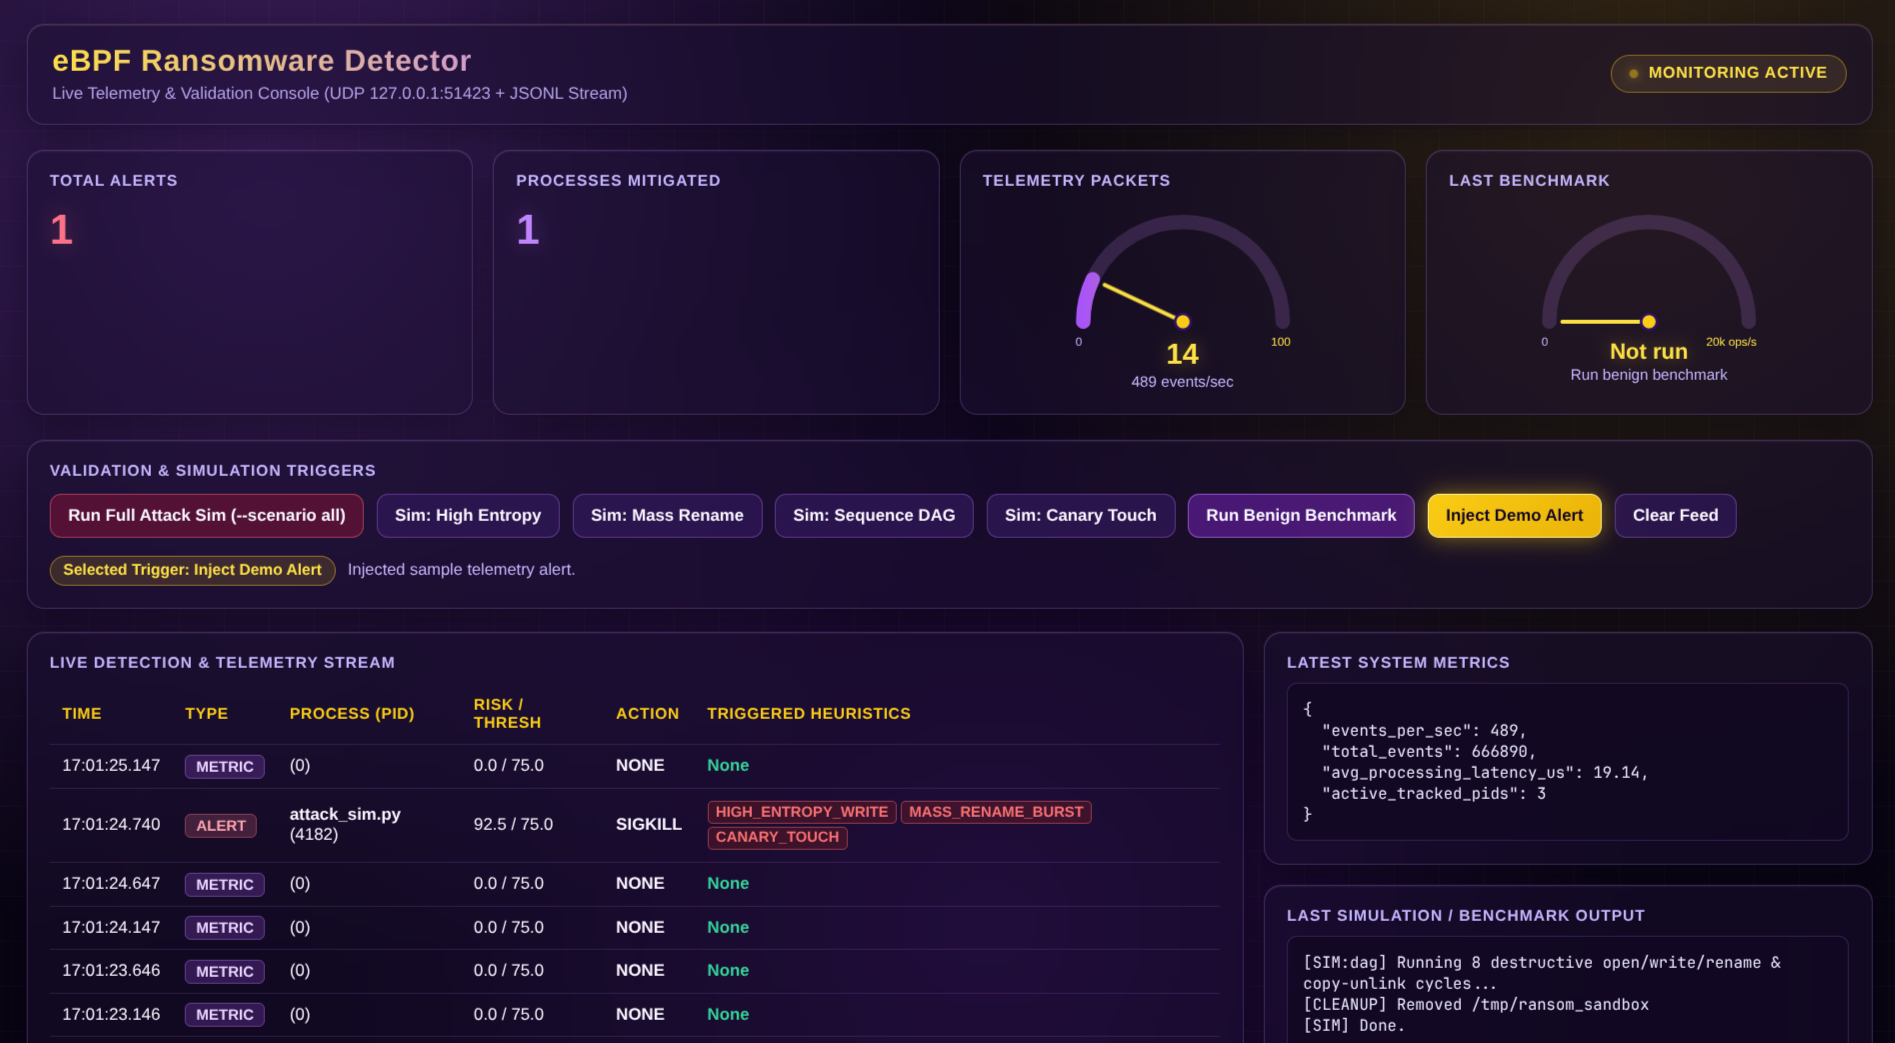 eBPF Ransomware Detector
Live Telemetry & Validation Console (UDP 127.0.0.1:51423 + JSONL Stream)
MONITORING ACTIVE
TOTAL ALERTS
1
PROCESSES MITIGATED
1
TELEMETRY PACKETS
0
100
14
489 events/sec
LAST BENCHMARK
0
20k ops/s
Not run
Run benign benchmark
VALIDATION & SIMULATION TRIGGERS
Run Full Attack Sim (--scenario all)
Sim: High Entropy
Sim: Mass Rename
Sim: Sequence DAG
Sim: Canary Touch
Run Benign Benchmark
Inject Demo Alert
Clear Feed
Selected Trigger: Inject Demo Alert
Injected sample telemetry alert.
LIVE DETECTION & TELEMETRY STREAM
TIME TYPE PROCESS (PID) RISK / THRESH ACTION TRIGGERED HEURISTICS
17:01:25.147 METRIC (0) 0.0 / 75.0 NONE None
17:01:24.740 ALERT attack_sim.py (4182) 92.5 / 75.0 SIGKILL HIGH_ENTROPY_WRITE MASS_RENAME_BURST CANARY_TOUCH
17:01:24.647 METRIC (0) 0.0 / 75.0 NONE None
17:01:24.147 METRIC (0) 0.0 / 75.0 NONE None
17:01:23.646 METRIC (0) 0.0 / 75.0 NONE None
17:01:23.146 METRIC (0) 0.0 / 75.0 NONE None
LATEST SYSTEM METRICS
{
"events_per_sec": 489,
"total_events": 666890,
"avg_processing_latency_us": 19.14,
"active_tracked_pids": 3
}
LAST SIMULATION / BENCHMARK OUTPUT
[SIM:dag] Running 8 destructive open/write/rename &
copy-unlink cycles...
[CLEANUP] Removed /tmp/ransom_sandbox
[SIM] Done.